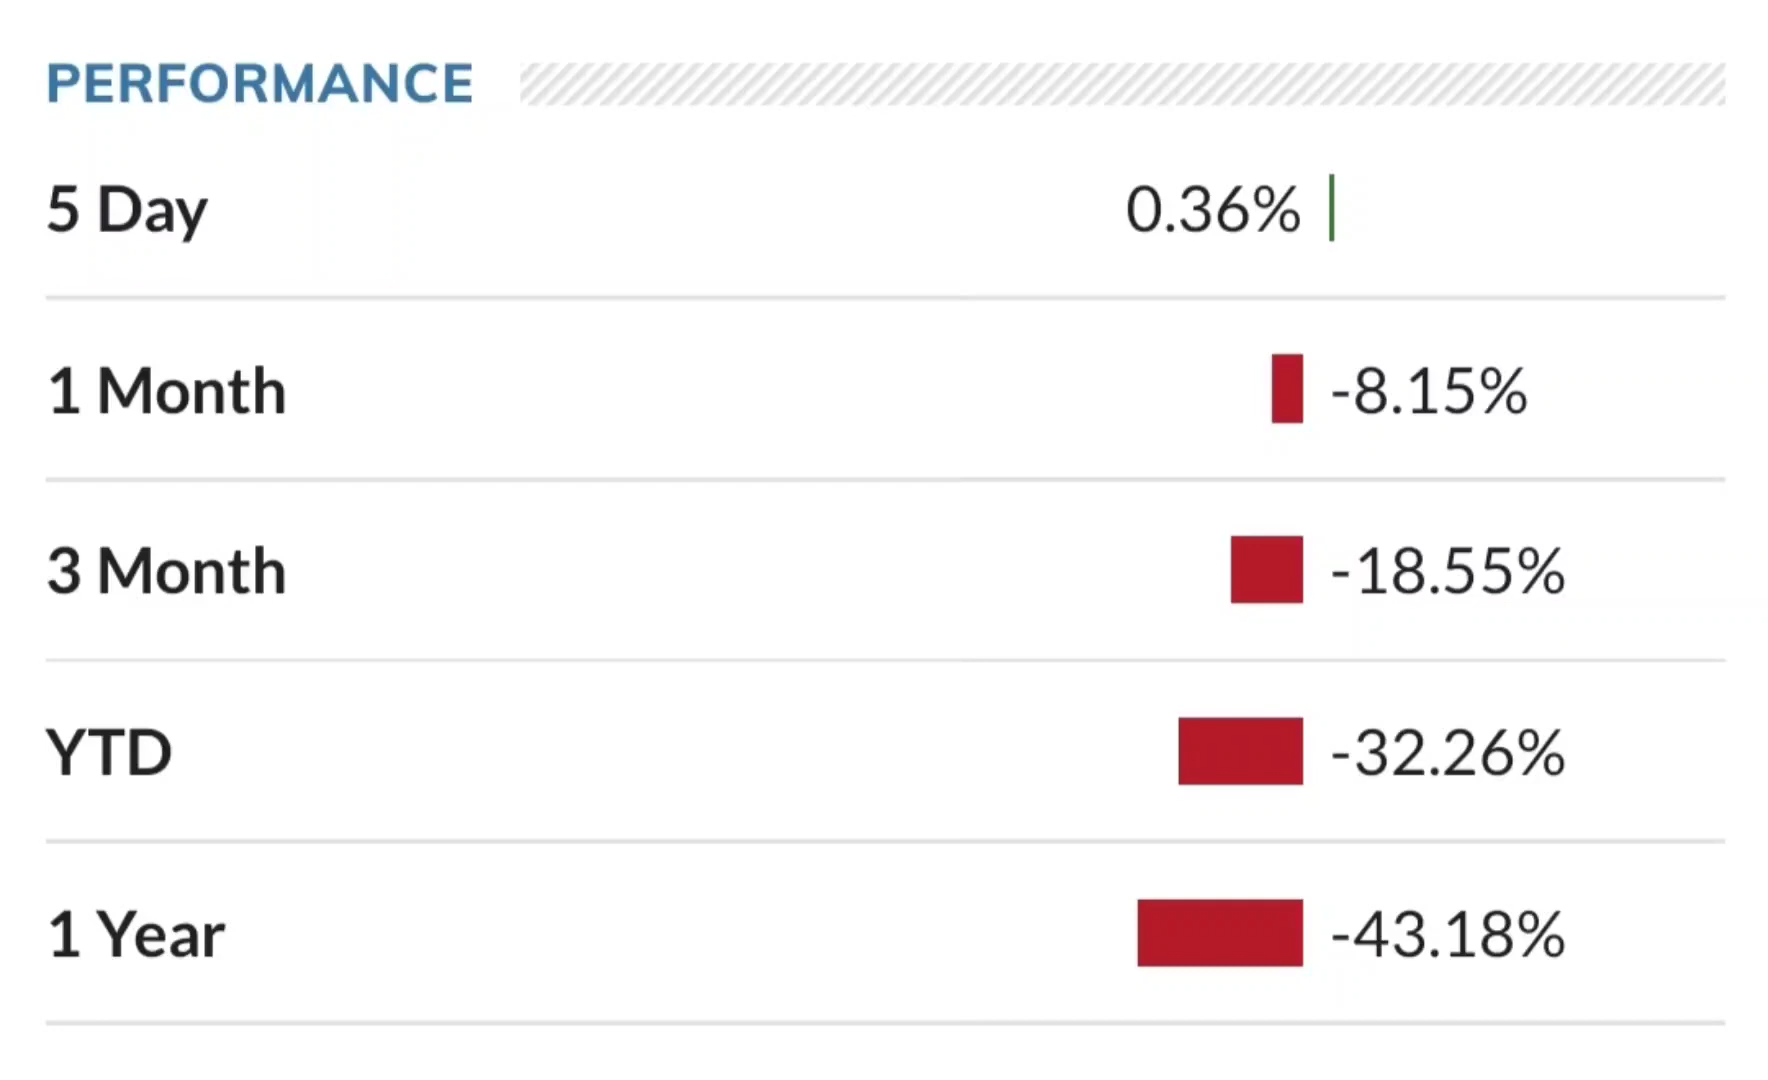 PERFORMANCE
5 Day 0.36%
1 Month -8.15%
3 Month -18.55%
YTD -32.26%
1 Year -43.18%